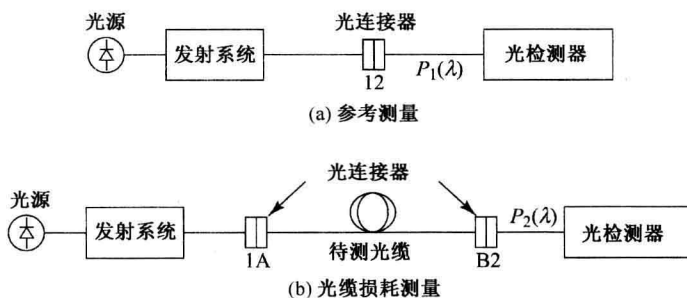 光源
发射系统
光连接器
12
P₁(λ)
光检测器
(a) 参考测量
光源
发射系统
光连接器
1A
待测光缆
B2
P₂(λ)
光检测器
(b) 光缆损耗测量